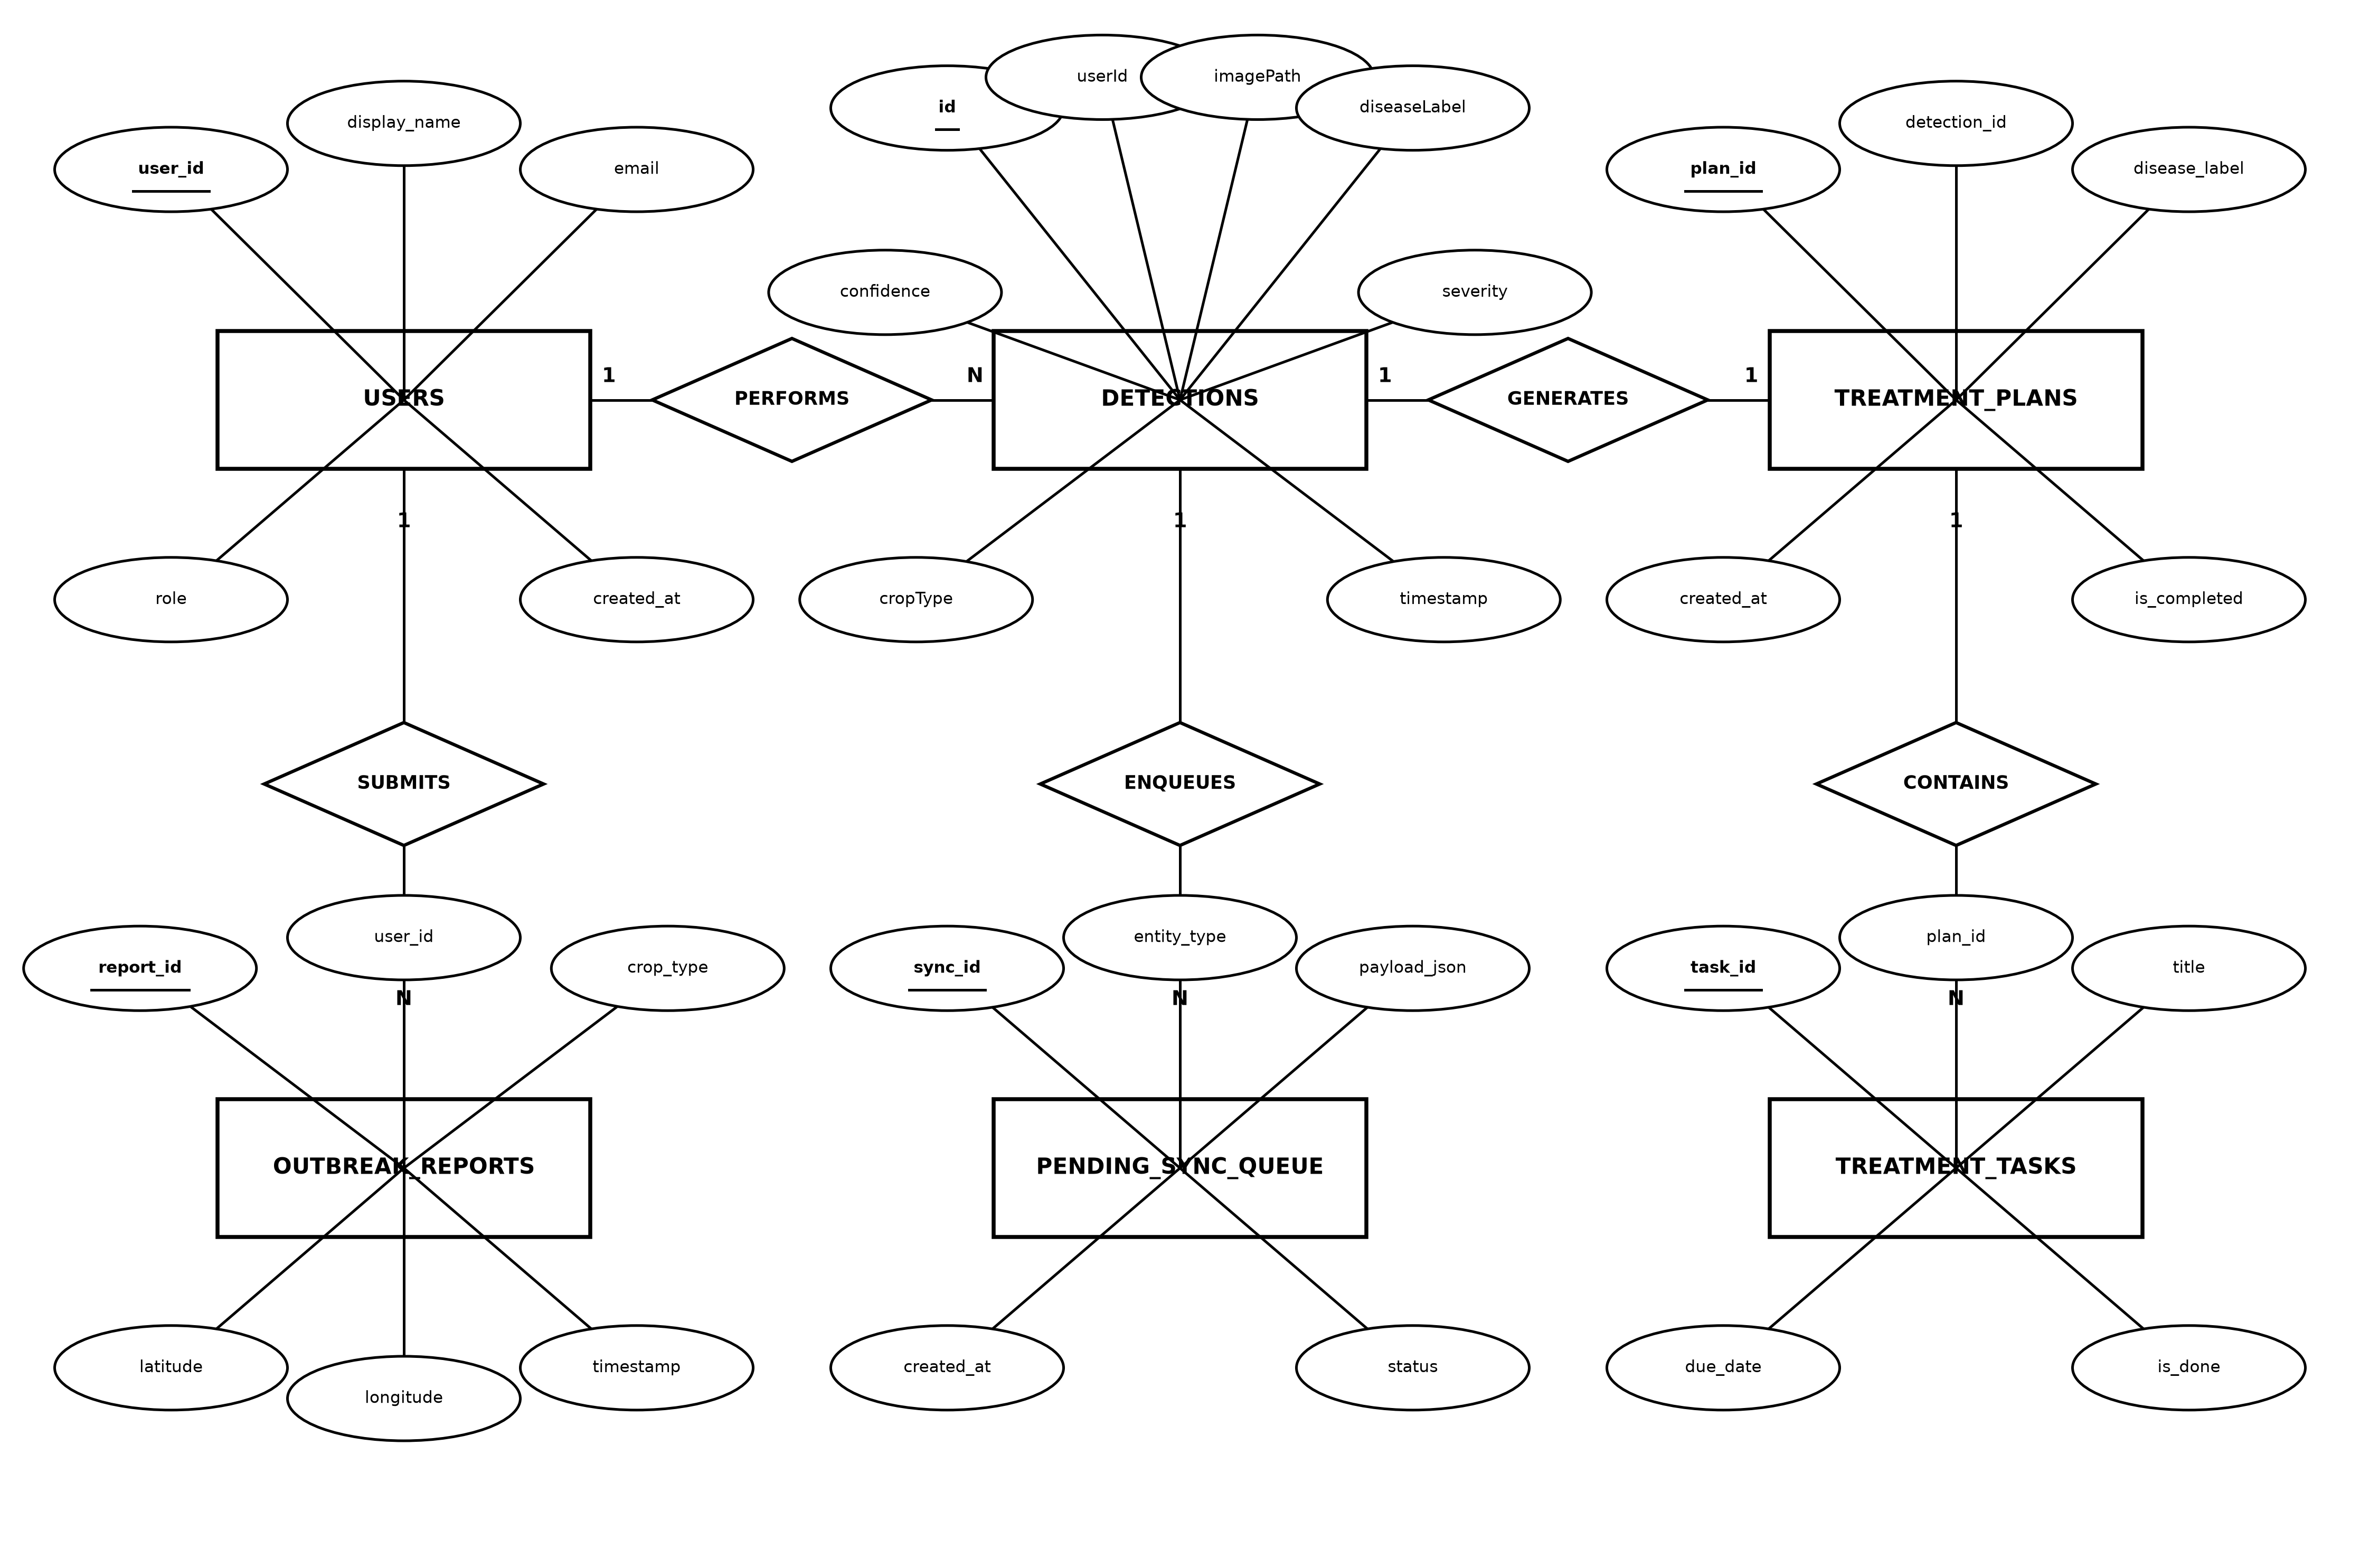 userId
imagePath
id
diseaseLabel
display_name
detection_id
user_id
email
plan_id
disease_label
confidence
severity
1
N
1
1
USERS
PERFORMS
DETECTIONS
GENERATES
TREATMENT_PLANS
1
1
1
role
created_at
cropType
timestamp
created_at
is_completed
SUBMITS
ENQUEUES
CONTAINS
user_id
entity_type
plan_id
report_id
crop_type
sync_id
payload_json
task_id
title
N
N
N
OUTBREAK_REPORTS
PENDING_SYNC_QUEUE
TREATMENT_TASKS
latitude
timestamp
created_at
status
due_date
is_done
longitude